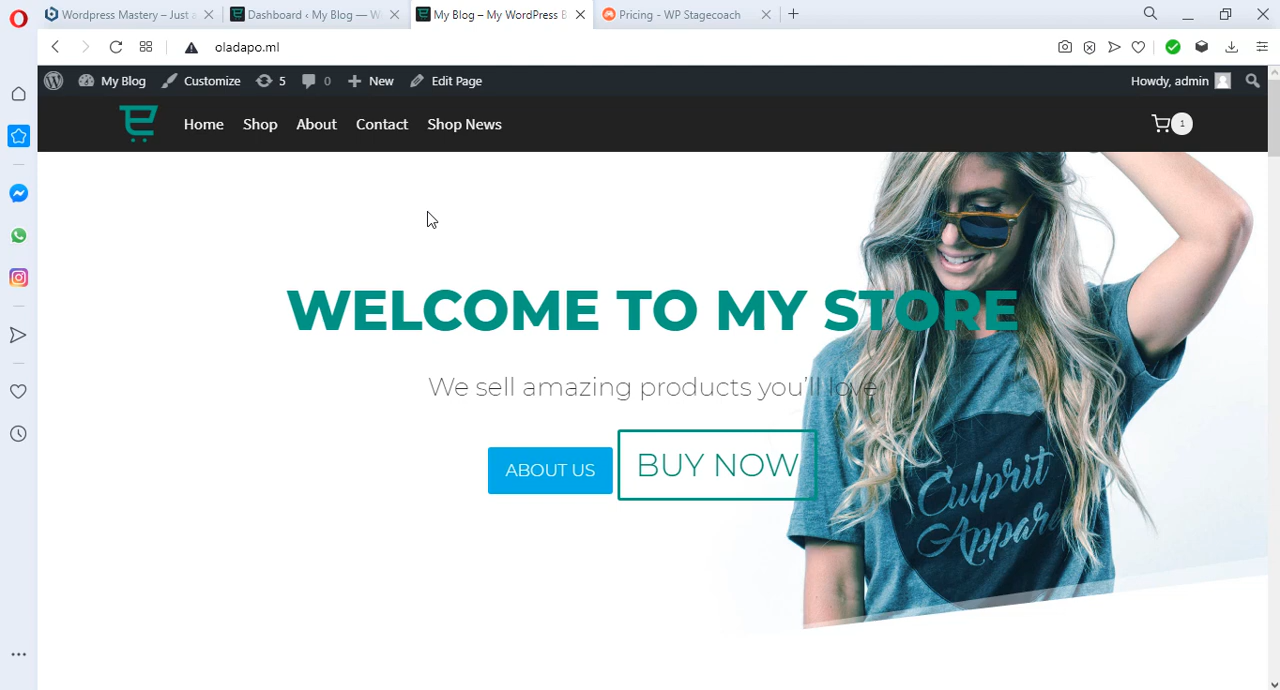 Wordpress Mastery – Just a
Dashboard ‹ My Blog — W
My Blog – My WordPress B
Pricing - WP Stagecoach
oladapo.ml
My Blog
Customize
5
0
New
Edit Page
Howdy, admin
Home
Shop
About
Contact
Shop News
1
WELCOME TO MY STORE
We sell amazing products you'll love
ABOUT US
BUY NOW
Culprit
Appare